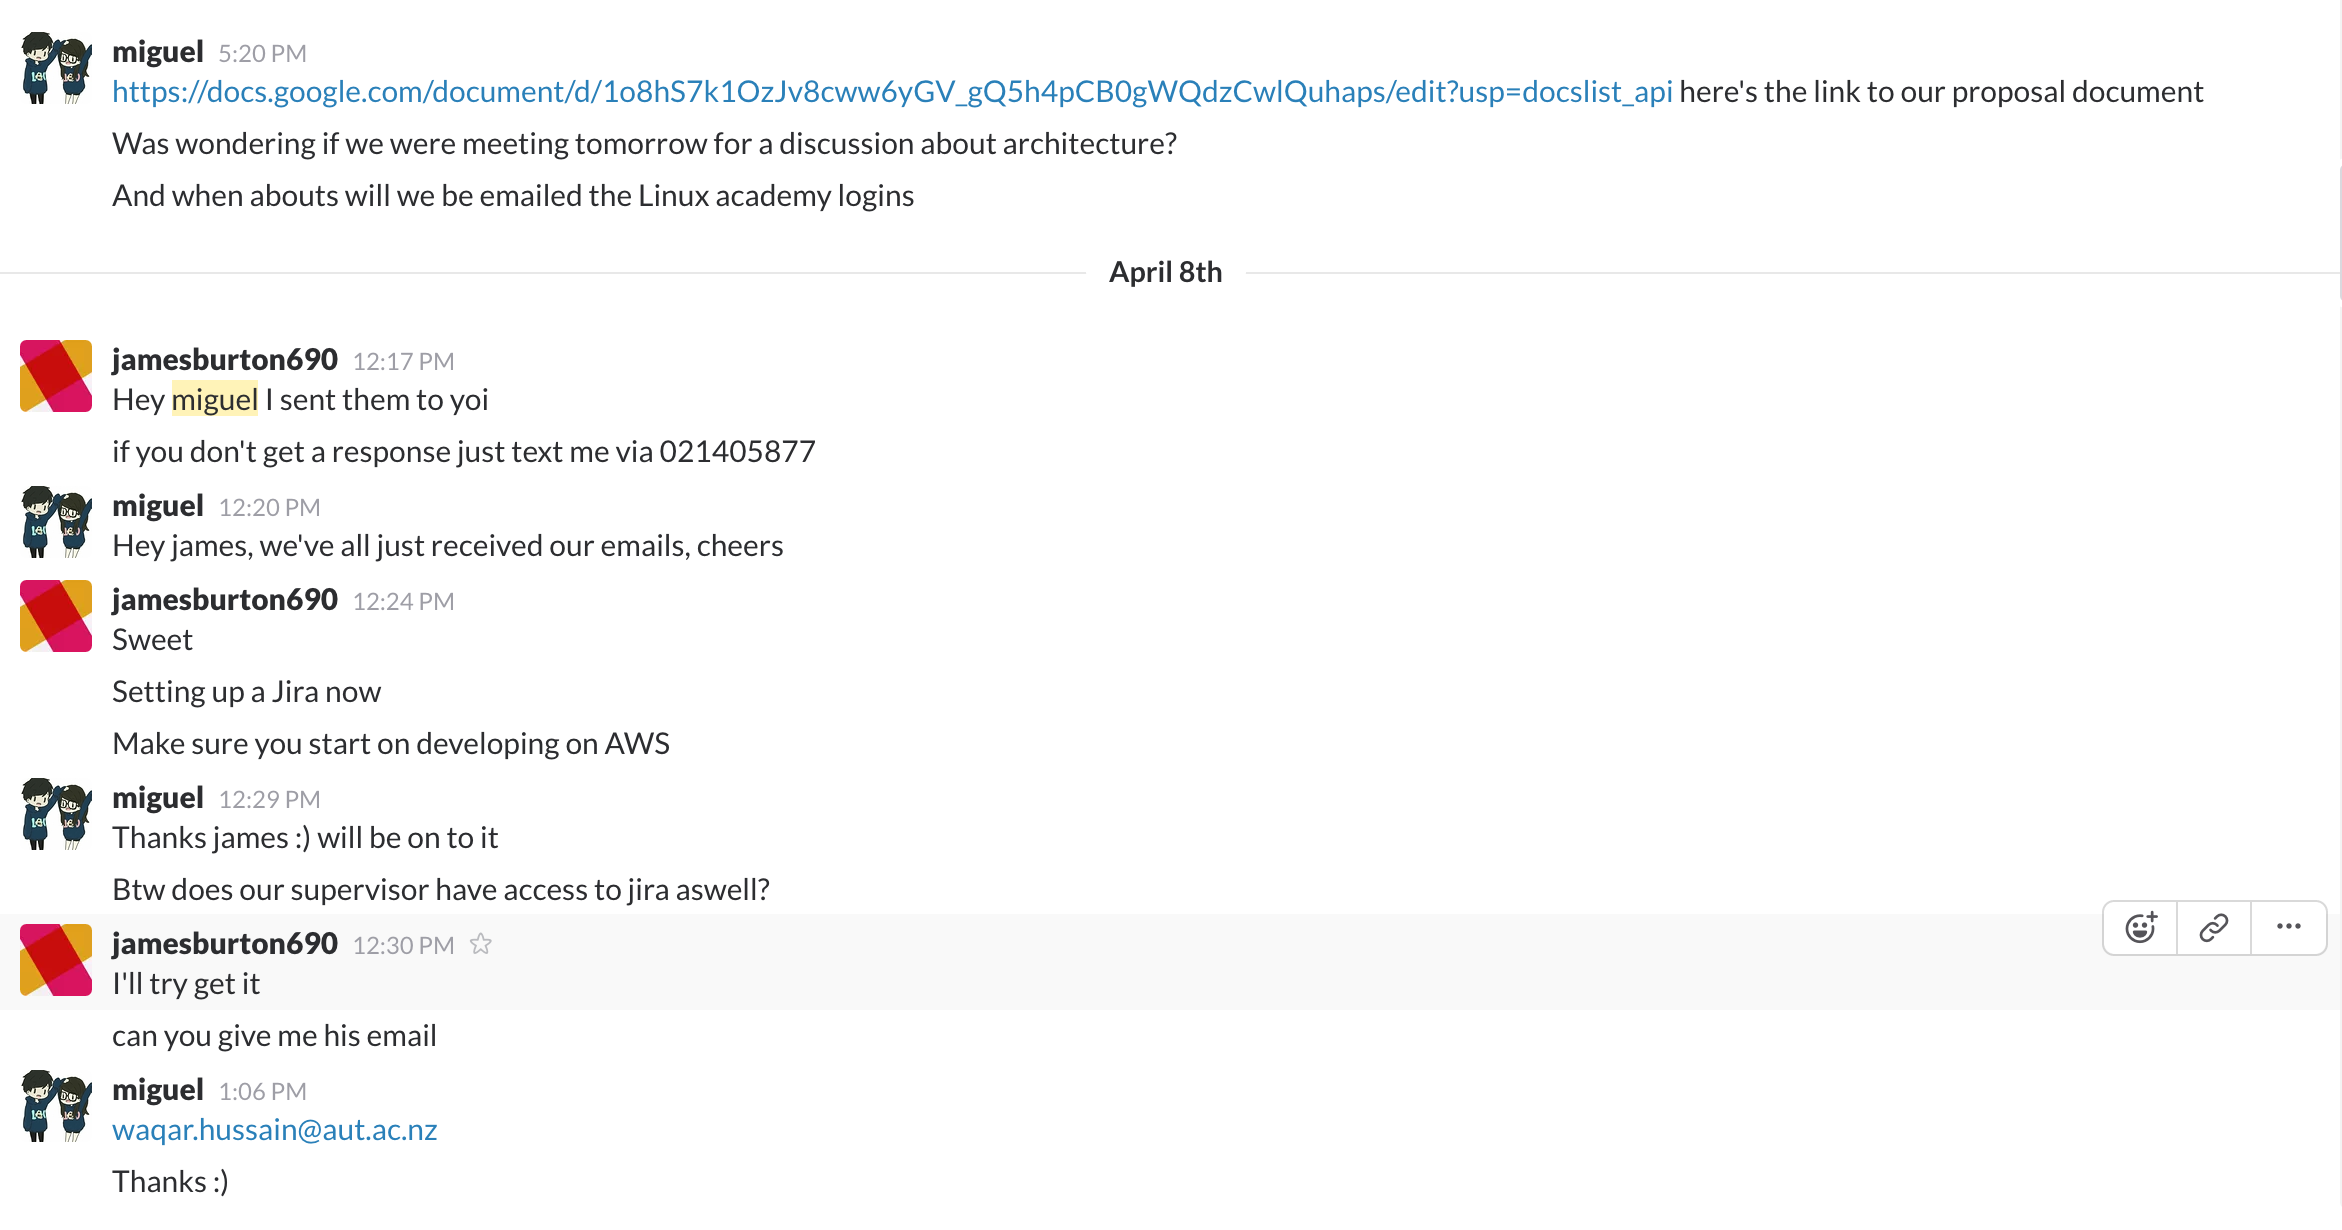 miguel 5:20 PM
https://docs.google.com/document/d/1o8hS7k1OzJv8cww6yGV_gQ5h4pCB0gWQdzCwlQuhaps/edit?usp=docslist_api here's the link to our proposal document
Was wondering if we were meeting tomorrow for a discussion about architecture?
And when abouts will we be emailed the Linux academy logins
April 8th
jamesburton690 12:17 PM
Hey miguel I sent them to yoi
if you don't get a response just text me via 021405877
miguel 12:20 PM
Hey james, we've all just received our emails, cheers
jamesburton690 12:24 PM
Sweet
Setting up a Jira now
Make sure you start on developing on AWS
miguel 12:29 PM
Thanks james :) will be on to it
Btw does our supervisor have access to jira aswell?
jamesburton690 12:30 PM
I'll try get it
can you give me his email
miguel 1:06 PM
waqar.hussain@aut.ac.nz
Thanks :)